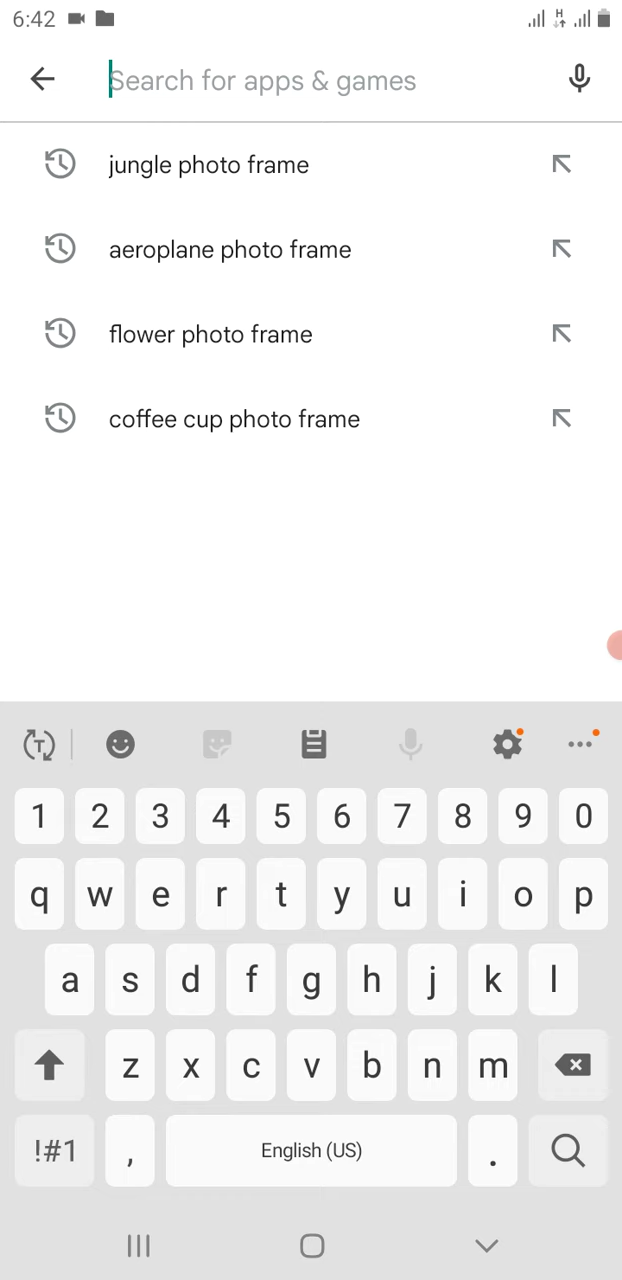 6:42
H
Search for apps & games
jungle photo frame
aeroplane photo frame
flower photo frame
coffee cup photo frame
T
1 2 3 4 5 6 7 8 9 0
q w e r t y u i o p
a s d f g h j k l
z x c v b n m
!#1 , English (US) .